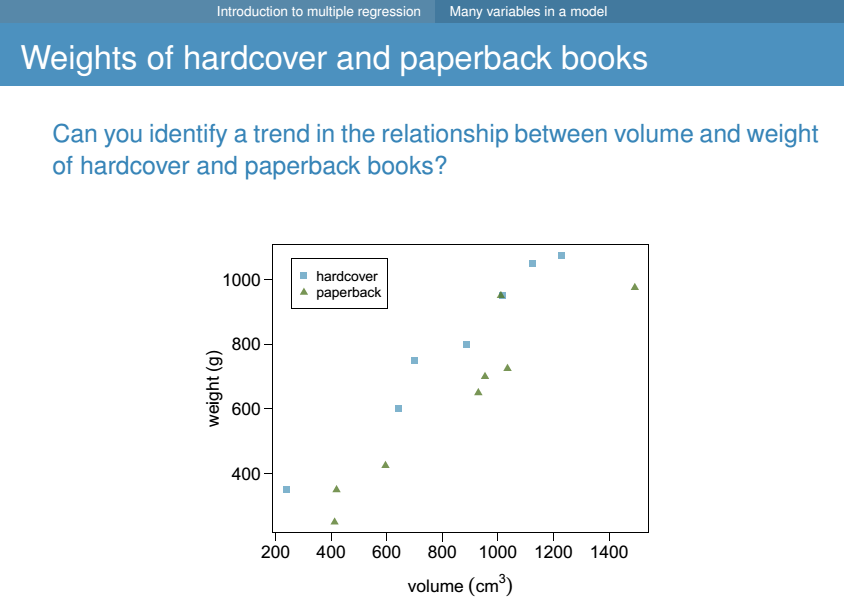 Introduction to multiple regression Many variables in a model
Weights of hardcover and paperback books
Can you identify a trend in the relationship between volume and weight
of hardcover and paperback books?
hardcover
paperback
1000
800
600
400
weight (g)
200 400 600 800 1000 1200 1400
volume (cm³)